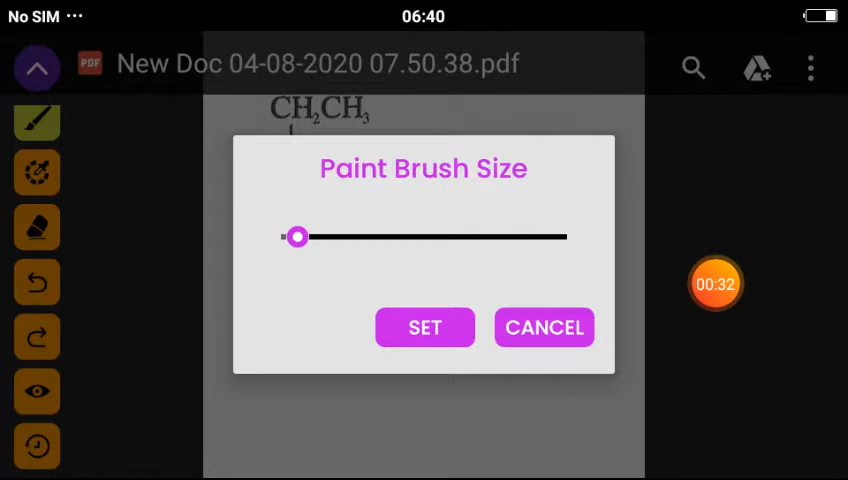 No SIM ···
06:40
PDF
New Doc 04-08-2020 07.50.38.pdf
CH₂CH₃
Paint Brush Size
00:32
SET
CANCEL